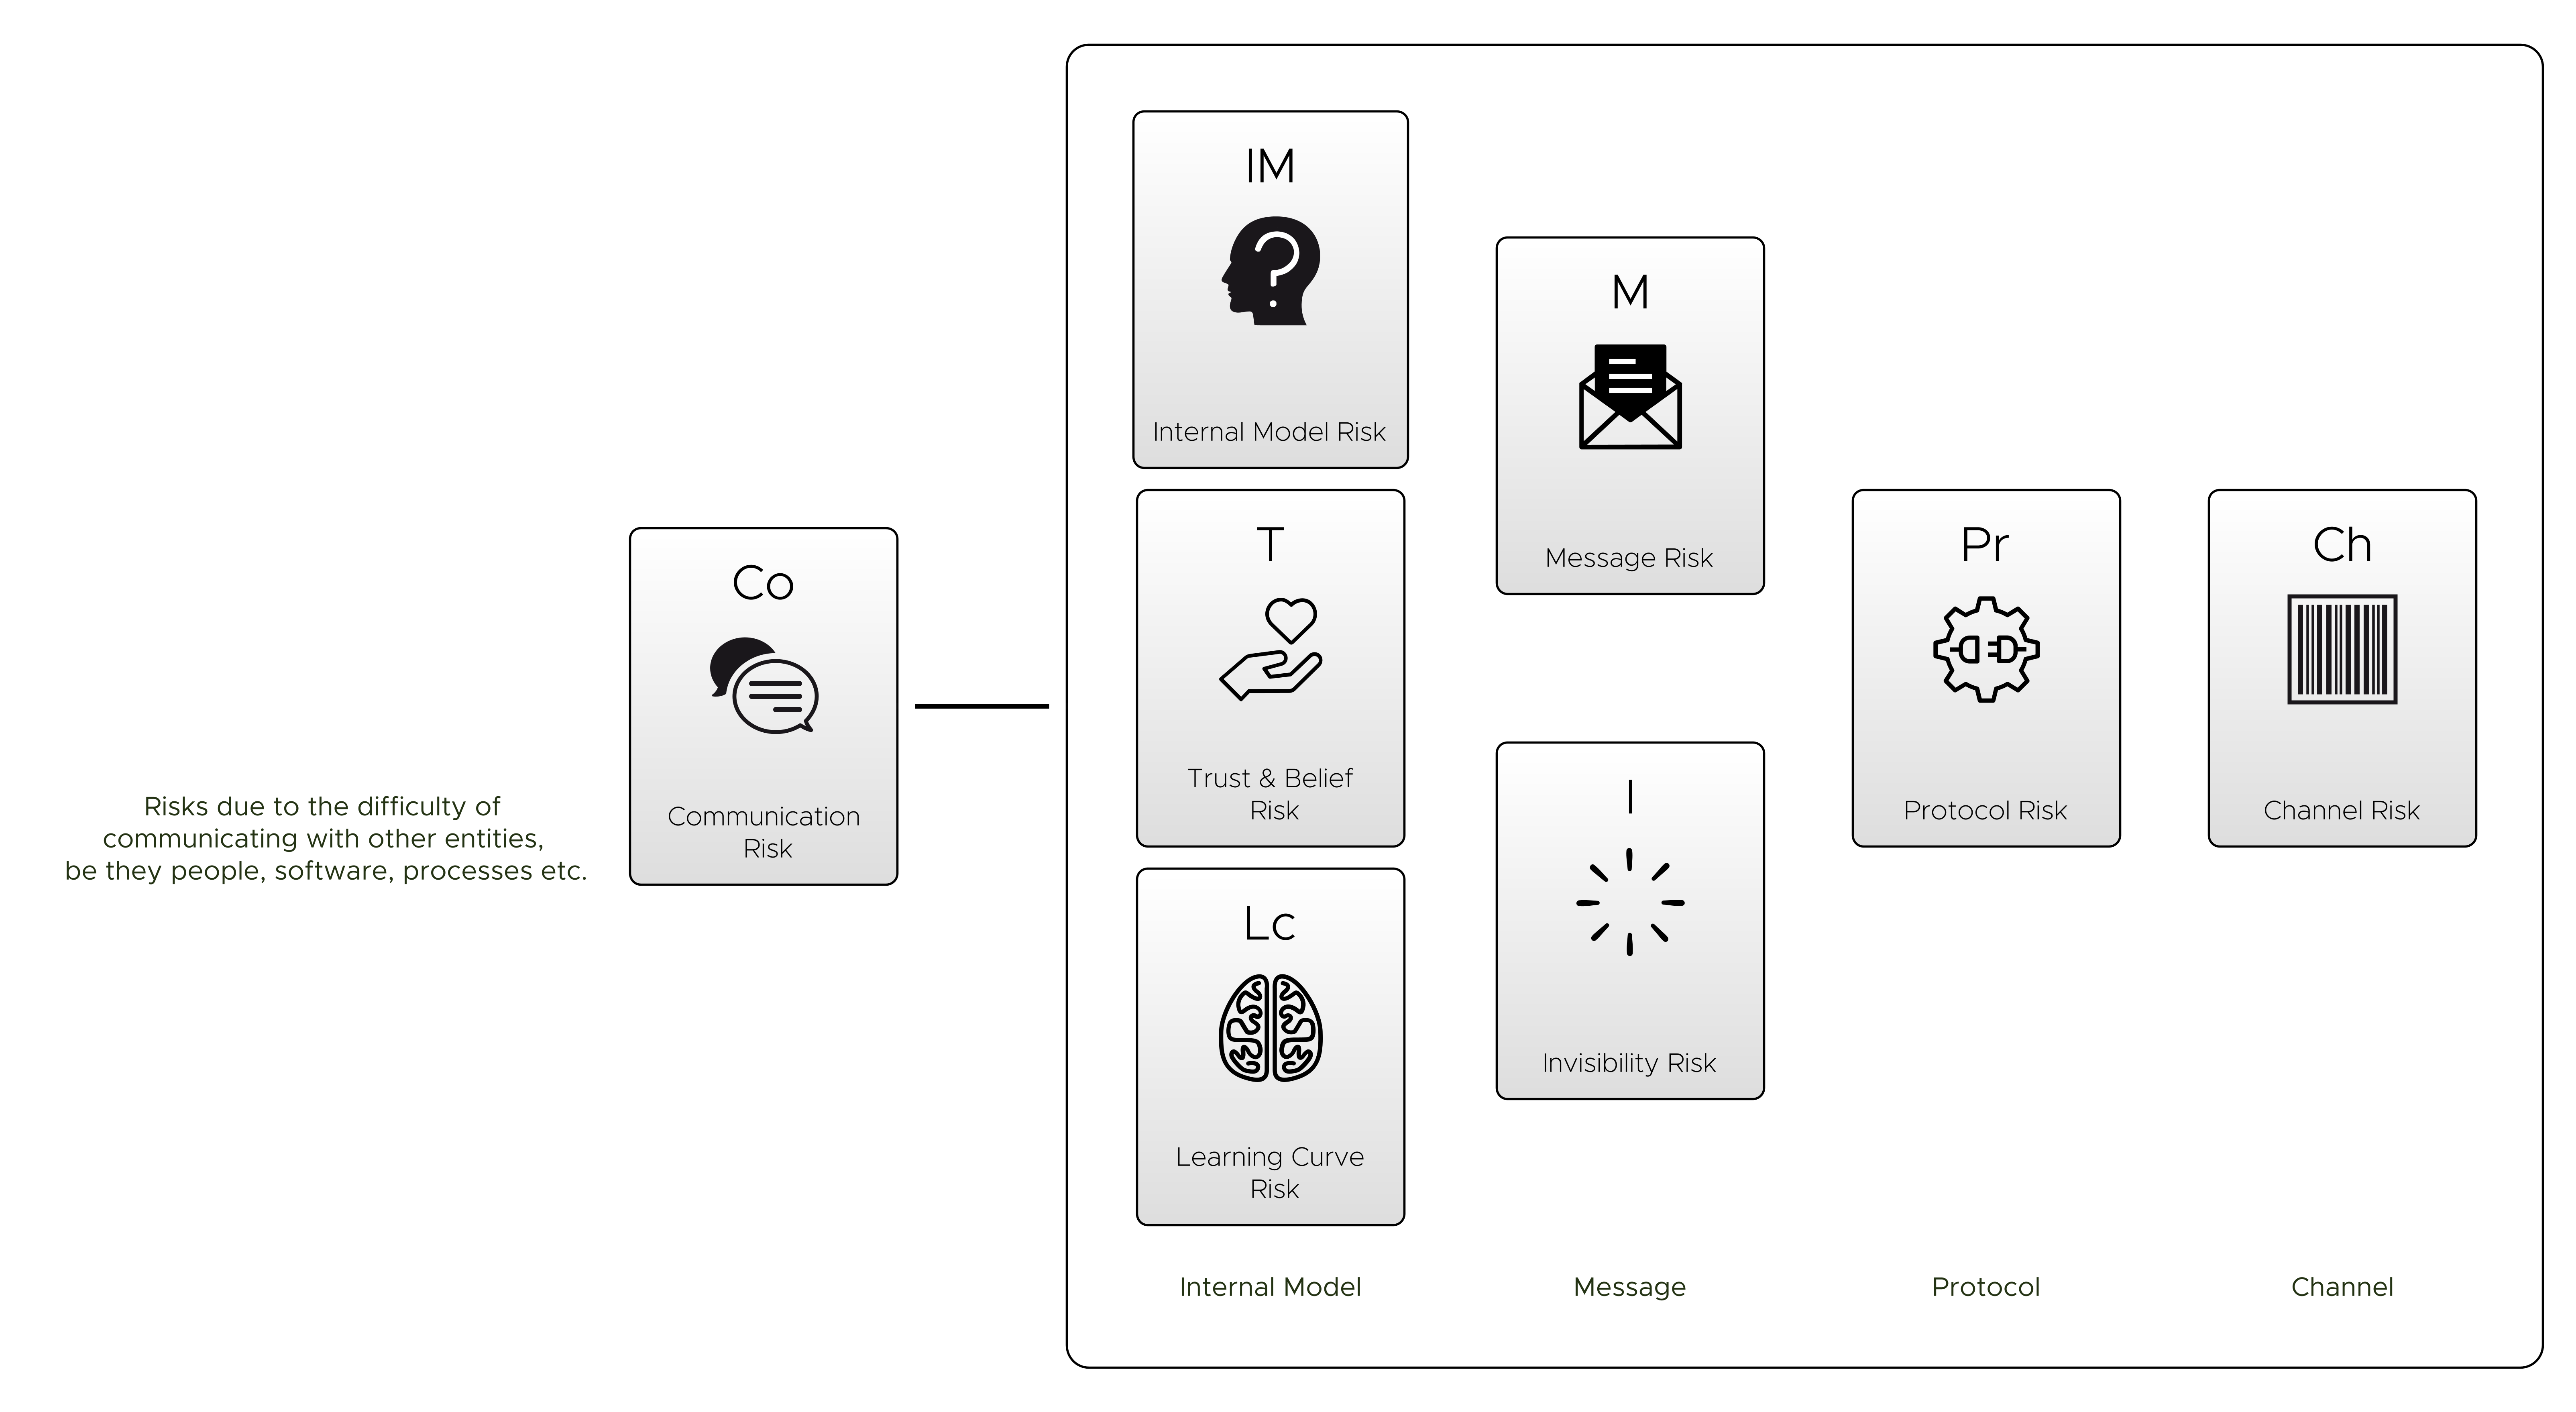 Risks due to the difficulty of
communicating with other entities,
be they people, software, processes etc.
Co
Communication
Risk
IM
Internal Model Risk
T
Trust & Belief
Risk
Lc
Learning Curve
Risk
Internal Model
M
Message Risk
I
Invisibility Risk
Message
Pr
Protocol Risk
Protocol
Ch
Channel Risk
Channel